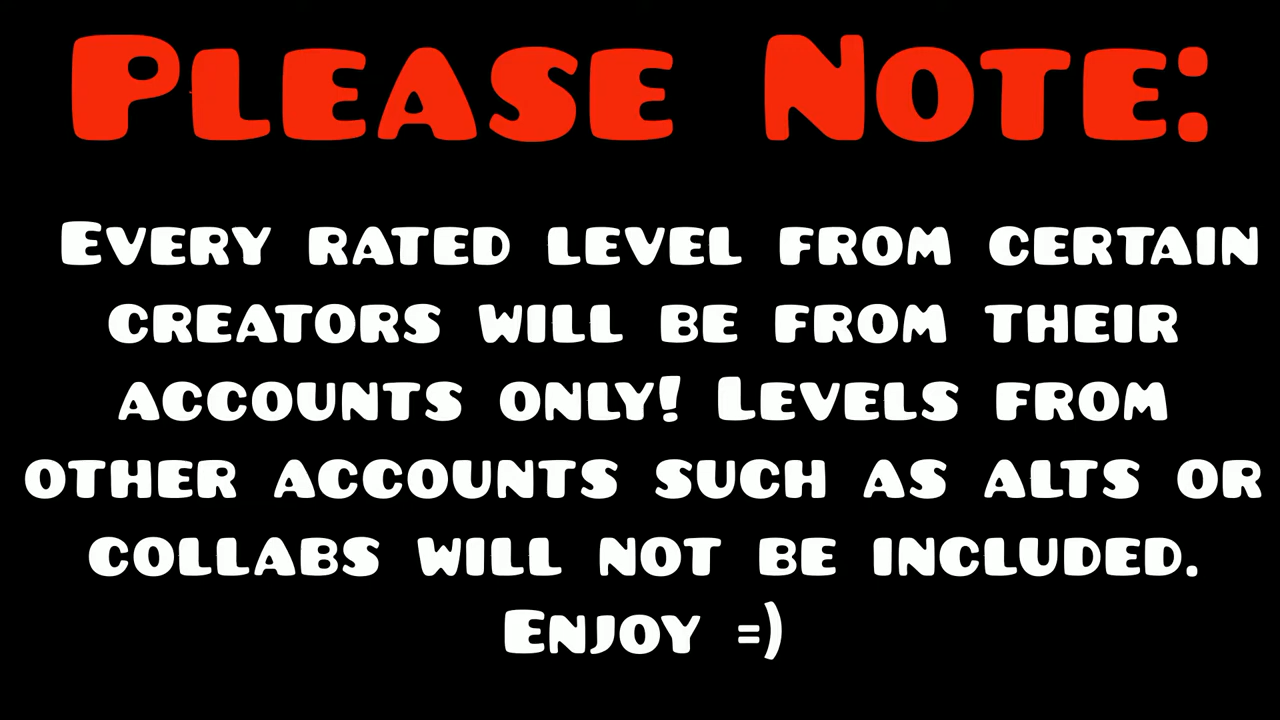 Please Note:
Every rated level from certain
creators will be from their
accounts only! Levels from
other accounts such as alts or
collabs will not be included.
Enjoy =)